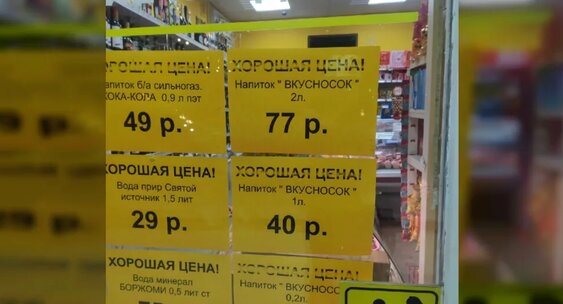 ХОРОШАЯ ЦЕНА!
Напиток б/а сильногаз.
КОКА-КОЛА 0,9 л пэт
49 р.
ХОРОШАЯ ЦЕНА!
Напиток " ВКУСНОСОК "
2л.
77 р.
ХОРОШАЯ ЦЕНА!
Вода прир Святой
источник 1,5 лит
29 р.
ХОРОШАЯ ЦЕНА!
Напиток " ВКУСНОСОК "
1л.
40 р.
ХОРОШАЯ ЦЕНА!
Вода минерал
БОРЖОМИ 0,5 лит ст
ХОРОШАЯ ЦЕНА!
Напиток " ВКУСНОСОК "
0,2л.